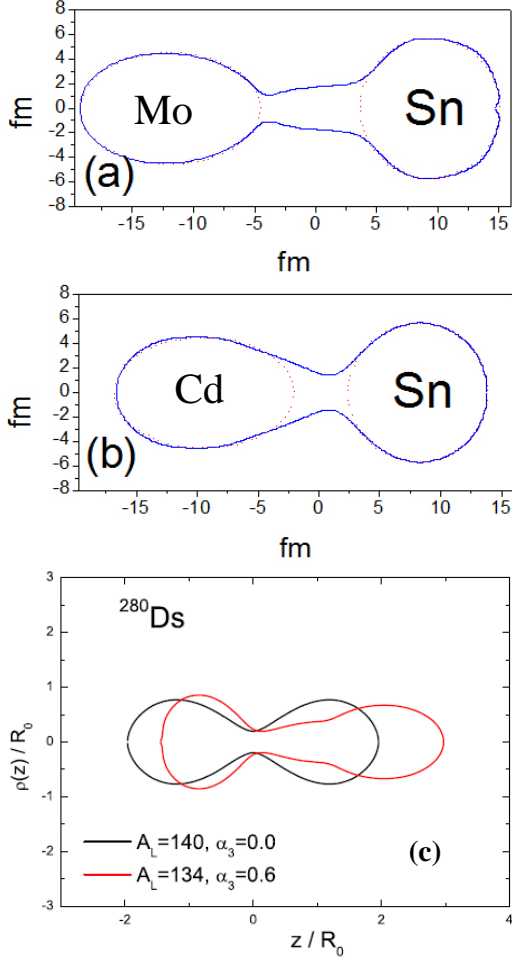 8
6
4
2
0
-2
-4
-6
-8
fm
Mo
Sn
(a)
-15
-10
-5
0
5
10
15
fm
8
6
4
2
0
-2
-4
-6
-8
fm
Cd
Sn
(b)
-15
-10
-5
0
5
10
15
fm
3
2
1
0
-1
-2
-3
ρ(z) / R₀
²⁸⁰Ds
A_L=140, α₃=0.0
A_L=134, α₃=0.6
(c)
-2
0
2
4
z / R₀